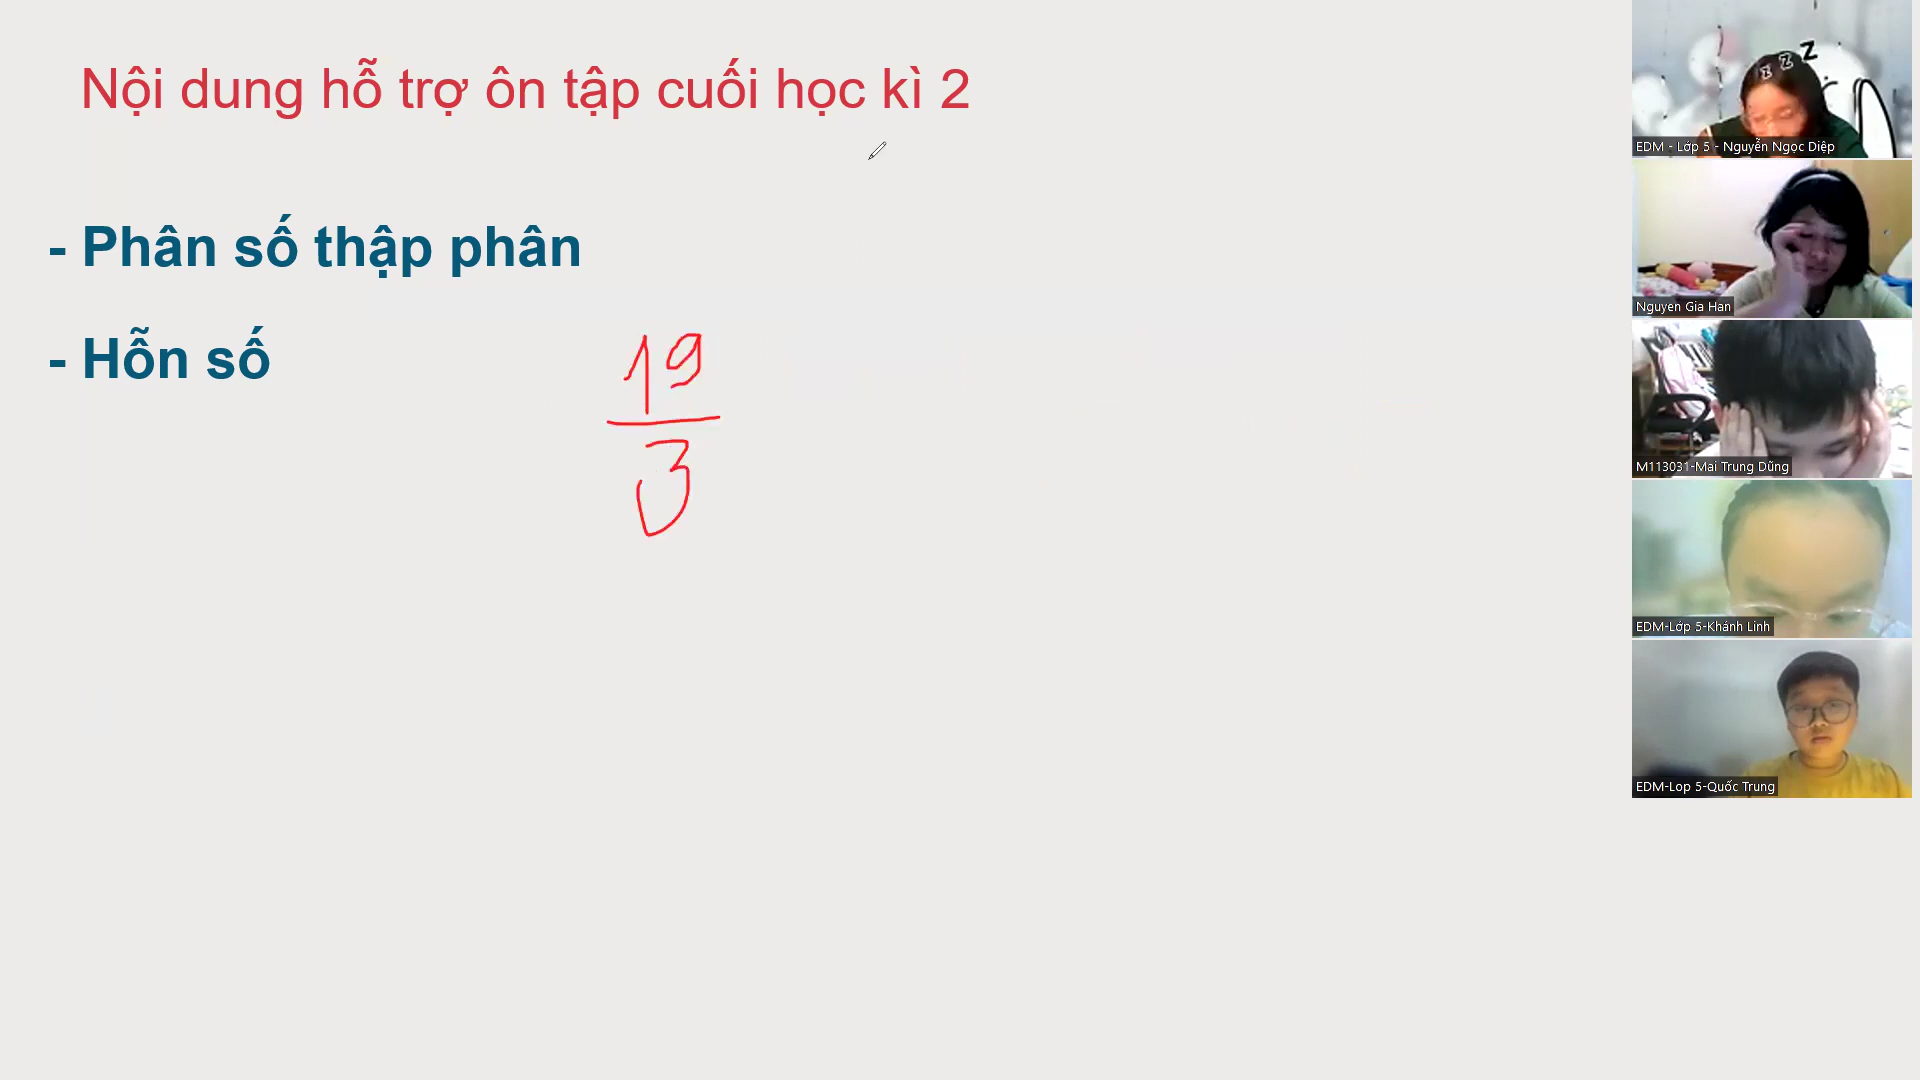 Nội dung hỗ trợ ôn tập cuối học kì 2
- Phân số thập phân
- Hỗn số
19
3
z z Z
EDM - Lớp 5 - Nguyễn Ngọc Diệp
Nguyen Gia Han
M113031-Mai Trung Dũng
EDM-Lớp 5-Khánh Linh
EDM-Lop 5-Quốc Trung